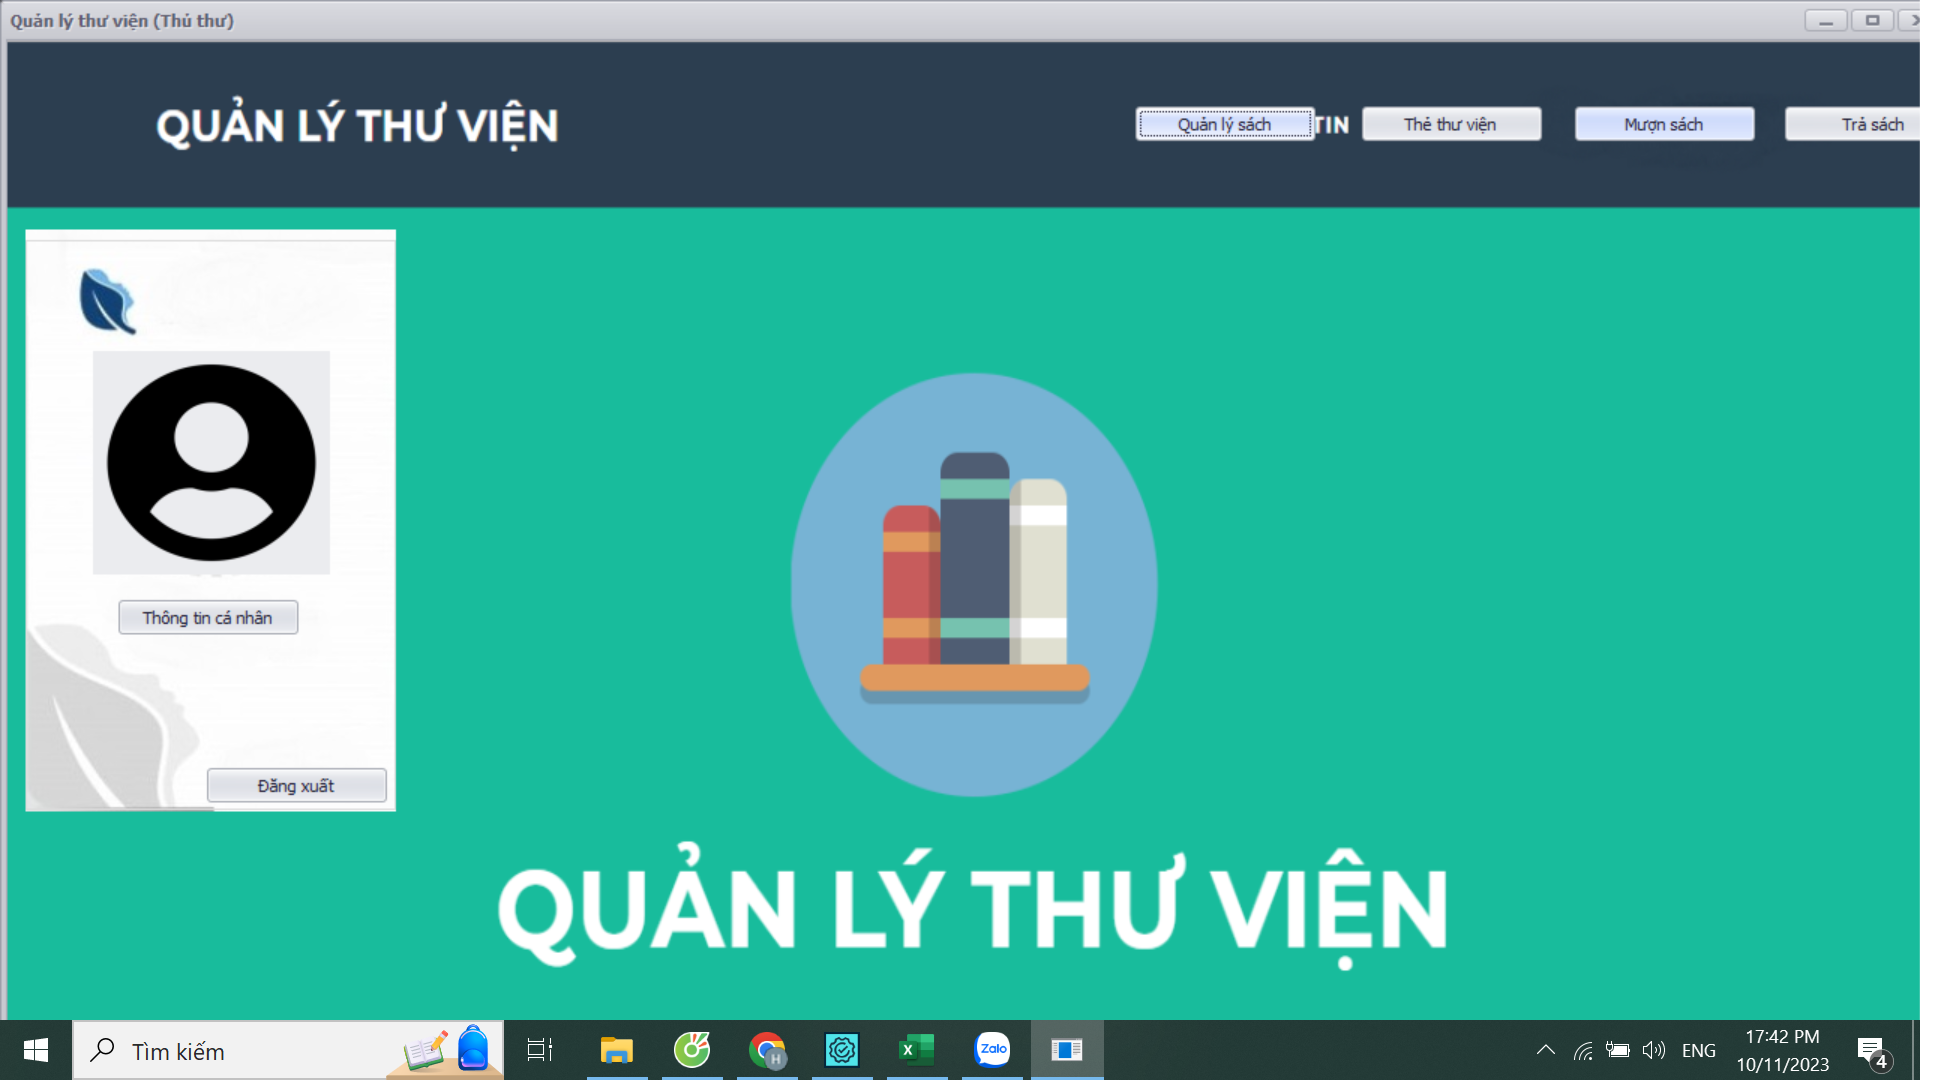 Quản lý thư viện (Thủ thư)
QUẢN LÝ THƯ VIỆN
Quản lý sách
TIN
Thẻ thư viện
Mượn sách
Trả sách
Thông tin cá nhân
Đăng xuất
QUẢN LÝ THƯ VIỆN
Tìm kiếm
H
X
Zalo
ENG
17:42 PM
10/11/2023
4